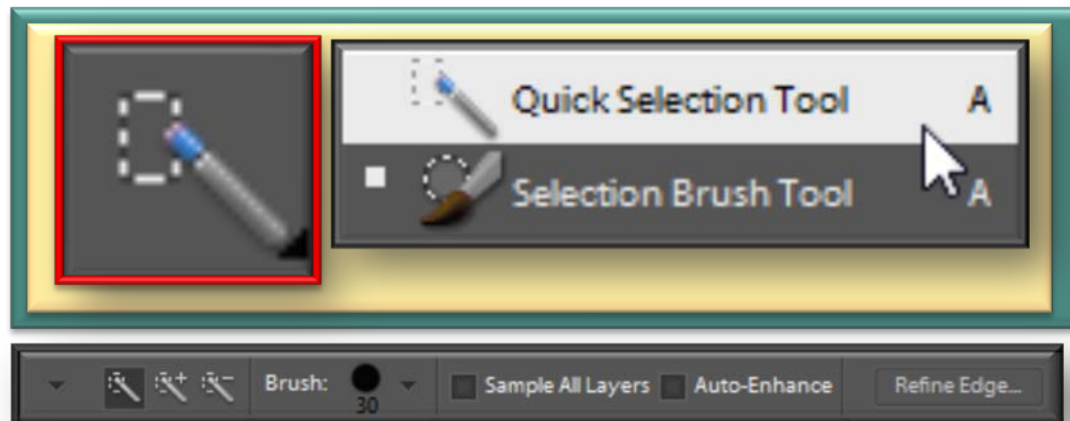 Quick Selection Tool A
Selection Brush Tool A
Brush: 30 Sample All Layers Auto-Enhance Refine Edge...